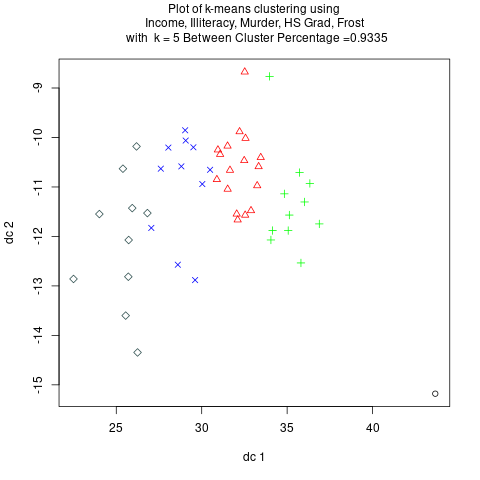 Plot of k-means clustering using
Income, Illiteracy, Murder, HS Grad, Frost
with k = 5 Between Cluster Percentage =0.9335
-9
-10
-11
-12
-13
-14
-15
dc 2
25 30 35 40
dc 1